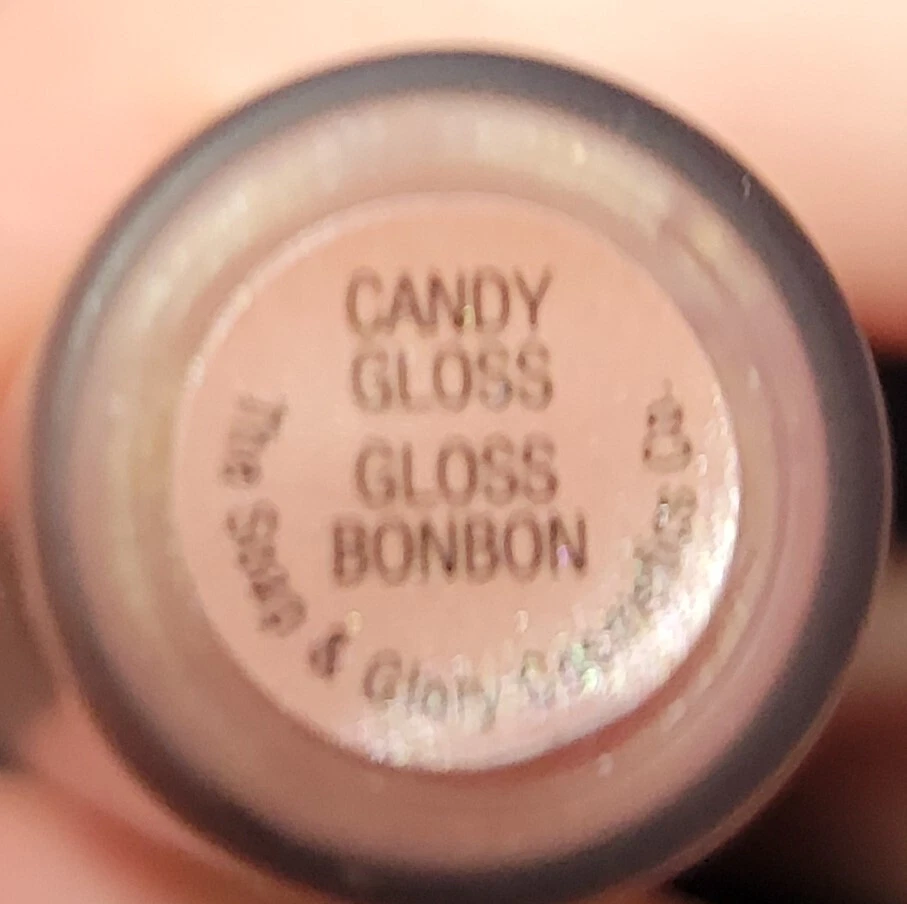 CANDY
GLOSS
GLOSS
BONBON
The Soap & Glory Cosmetics Co.